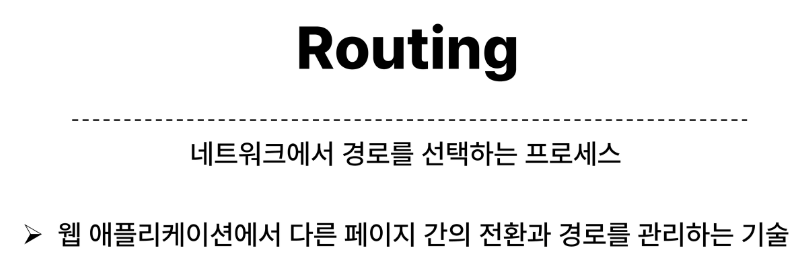 Routing
네트워크에서 경로를 선택하는 프로세스
➢ 웹 애플리케이션에서 다른 페이지 간의 전환과 경로를 관리하는 기술